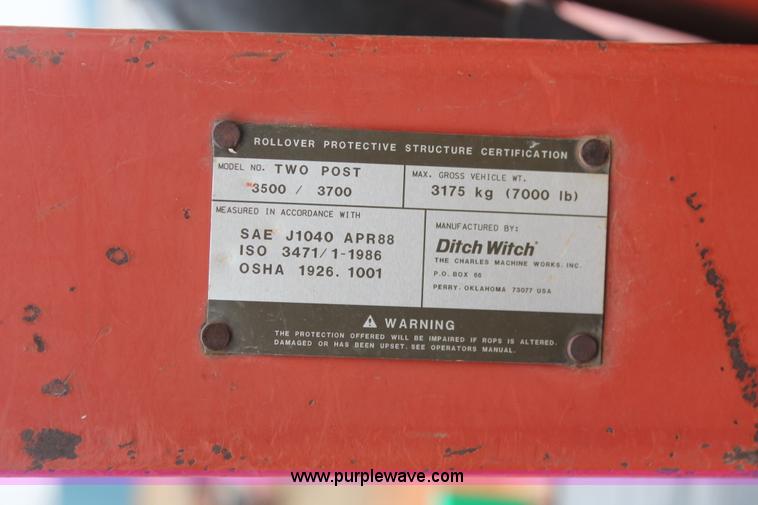 ROLLOVER PROTECTIVE STRUCTURE CERTIFICATION
MODEL NO. TWO POST
3500 / 3700
MAX. GROSS VEHICLE WT.
3175 kg (7000 lb)
MEASURED IN ACCORDANCE WITH
SAE J1040 APR88
ISO 3471/1-1986
OSHA 1926.1001
MANUFACTURED BY:
Ditch Witch®
THE CHARLES MACHINE WORKS, INC.
P.O. BOX 66
PERRY, OKLAHOMA 73077 USA
WARNING
THE PROTECTION OFFERED WILL BE IMPAIRED IF ROPS IS ALTERED,
DAMAGED OR HAS BEEN UPSET. SEE OPERATORS MANUAL.
www.purplewave.com